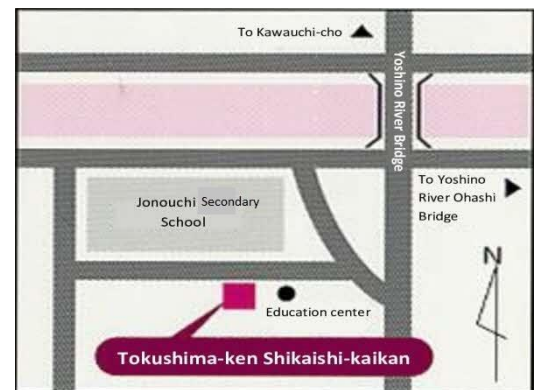 To Kawauchi-cho
Yoshino River Bridge
To Yoshino
River Ohashi
Bridge
Jonouchi Secondary
School
N
Education center
Tokushima-ken Shikaishi-kaikan